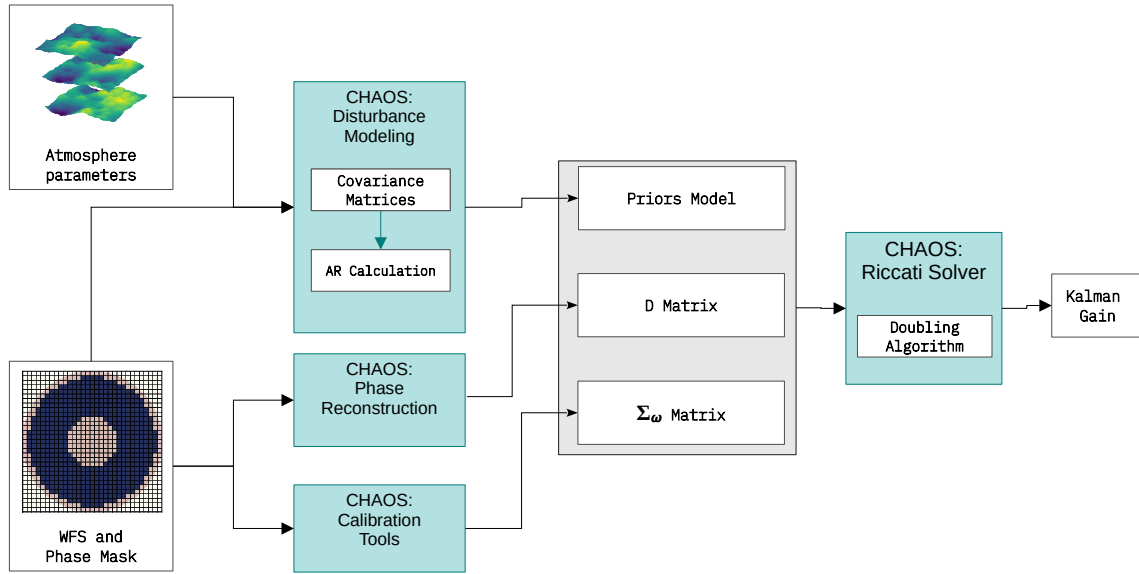 Atmosphere
parameters
CHAOS:
Disturbance
Modeling
Covariance
Matrices
AR Calculation
WFS and
Phase Mask
CHAOS:
Phase
Reconstruction
CHAOS:
Calibration
Tools
Priors Model
D Matrix
Σω Matrix
CHAOS:
Riccati Solver
Doubling
Algorithm
Kalman
Gain